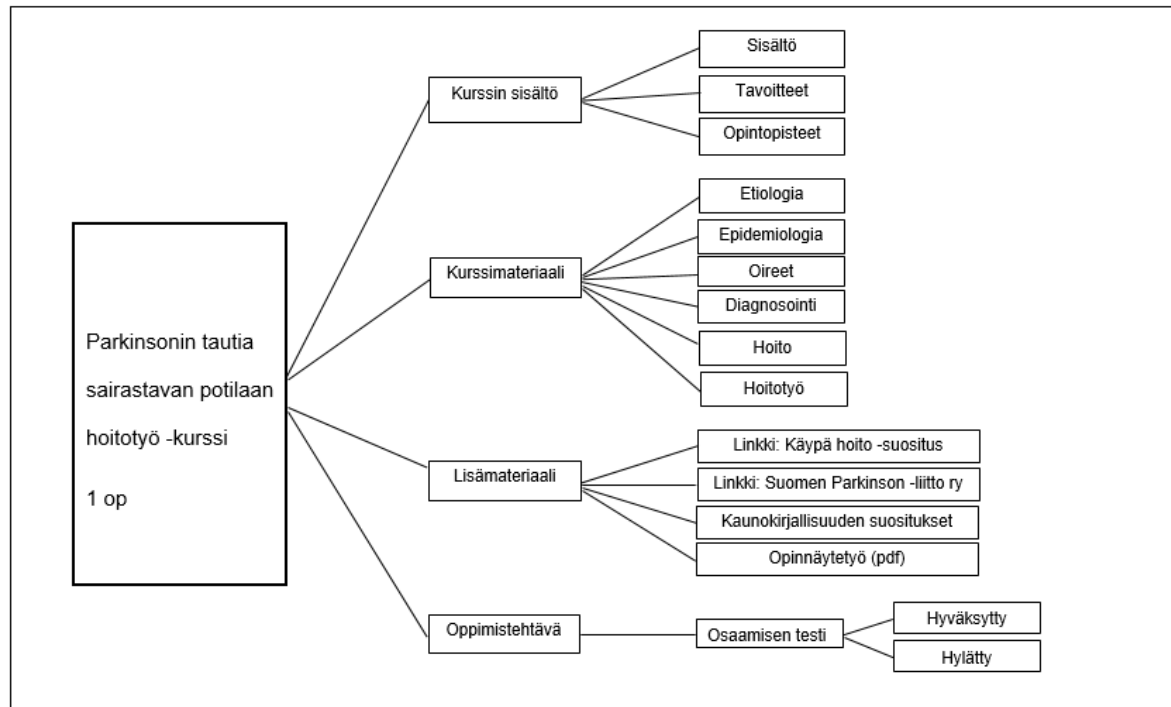 Parkinsonin tautia
sairastavan potilaan
hoitotyö -kurssi
1 op
Kurssin sisältö
Sisältö
Tavoitteet
Opintopisteet
Kurssimateriaali
Etiologia
Epidemiologia
Oireet
Diagnosointi
Hoito
Hoitotyö
Lisämateriaali
Linkki: Käypä hoito -suositus
Linkki: Suomen Parkinson -liitto ry
Kaunokirjallisuuden suositukset
Opinnäytetyö (pdf)
Oppimistehtävä
Osaamisen testi
Hyväksytty
Hylätty